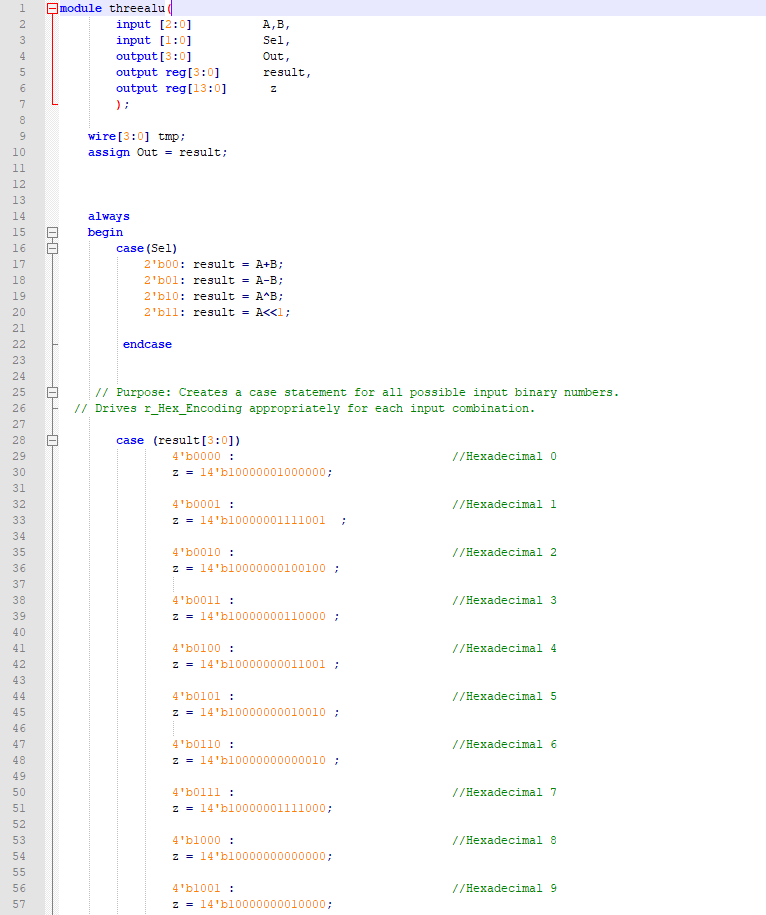 1 module threealu(
2 input [2:0] A,B,
3 input [1:0] Sel,
4 output[3:0] Out,
5 output reg[3:0] result,
6 output reg[13:0] z
7 );
8
9 wire[3:0] tmp;
10 assign Out = result;
11
12
13
14 always
15 begin
16 case(Sel)
17 2'b00: result = A+B;
18 2'b01: result = A-B;
19 2'b10: result = A^B;
20 2'b11: result = A<<1;
21
22 endcase
23
24
25 // Purpose: Creates a case statement for all possible input binary numbers.
26 // Drives r_Hex_Encoding appropriately for each input combination.
27
28 case (result[3:0])
29 4'b0000 : //Hexadecimal 0
30 z = 14'b10000001000000;
31
32 4'b0001 : //Hexadecimal 1
33 z = 14'b10000001111001 ;
34
35 4'b0010 : //Hexadecimal 2
36 z = 14'b10000000100100 ;
37
38 4'b0011 : //Hexadecimal 3
39 z = 14'b10000000110000 ;
40
41 4'b0100 : //Hexadecimal 4
42 z = 14'b10000000011001 ;
43
44 4'b0101 : //Hexadecimal 5
45 z = 14'b10000000010010 ;
46
47 4'b0110 : //Hexadecimal 6
48 z = 14'b10000000000010 ;
49
50 4'b0111 : //Hexadecimal 7
51 z = 14'b10000001111000;
52
53 4'b1000 : //Hexadecimal 8
54 z = 14'b10000000000000;
55
56 4'b1001 : //Hexadecimal 9
57 z = 14'b10000000010000;